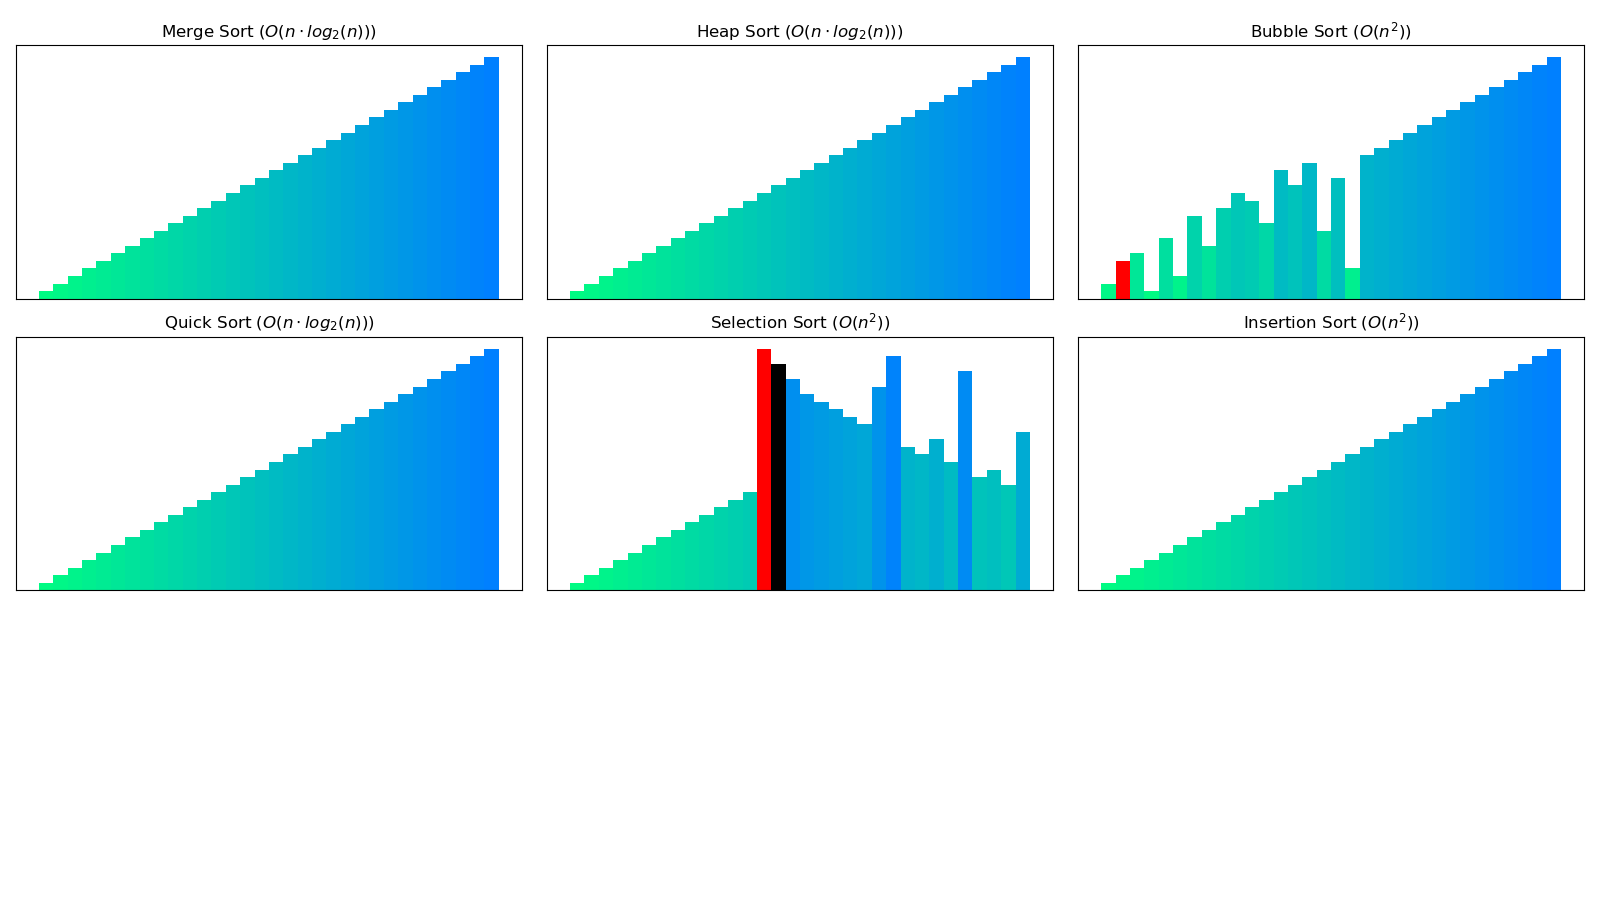 Merge Sort (O(n · log₂(n)))
Heap Sort (O(n · log₂(n)))
Bubble Sort (O(n²))
Quick Sort (O(n · log₂(n)))
Selection Sort (O(n²))
Insertion Sort (O(n²))